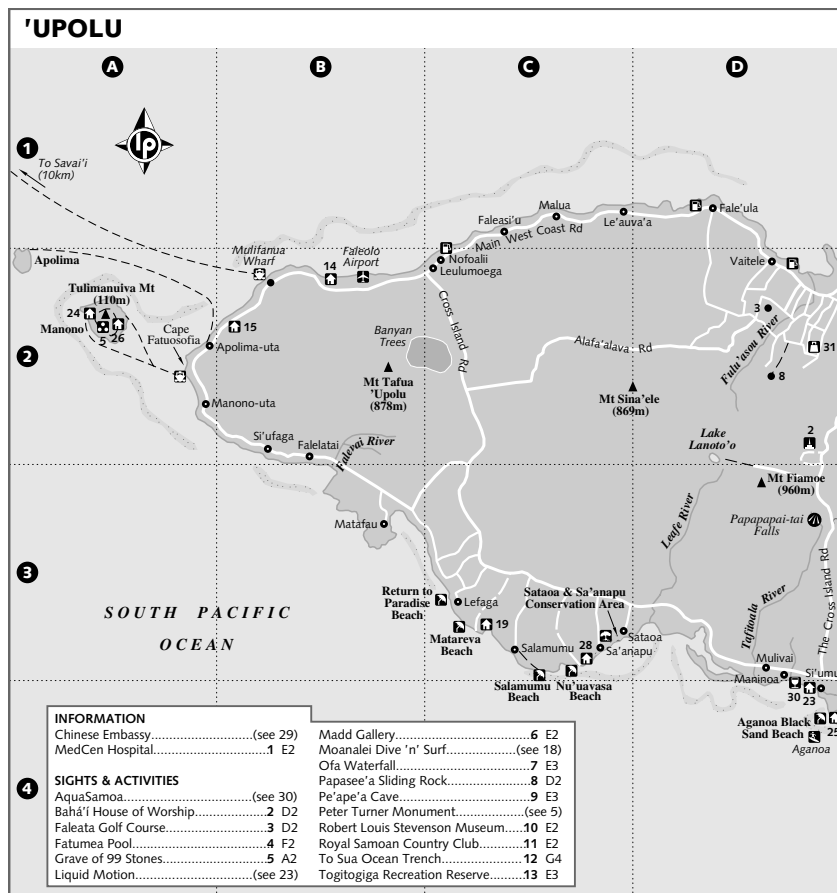 'UPOLU
A
B
C
D
1
lp
To Savai'i
(10km)
Malua
Faleasi'u
Le'auva'a
Fale'ula
Main West Coast Rd
Mulifanua
Wharf
14
Faleolo
Airport
Nofoalii
Leulumoega
Vaitele
Apolima
Tulimanuiva Mt
(110m)
24
Manono
5
26
Cape
Fatuosofia
15
Apolima-uta
2
Banyan
Trees
Cross Island Rd
Alafa'alava Rd
3
Fulu'asou River
31
8
Mt Tafua
'Upolu
(878m)
Mt Sina'ele
(869m)
Manono-uta
Si'ufaga
Falelatai
Falevai River
2
Lake
Lanoto'o
Mt Fiamoe
(960m)
Leafe River
Papapapai-tai
Falls
Matafau
3
Return to
Paradise
Beach
Lefaga
Sataoa & Sa'anapu
Conservation Area
Tafitoala River
The Cross Island Rd
SOUTH PACIFIC
OCEAN
Matareva
Beach
19
Salamumu
28
Sataoa
Sa'anapu
Mulivai
Maninoa
Si'umu
30
23
Salamumu
Beach
Nu'uavasa
Beach
Aganoa Black
Sand Beach
25
Aganoa
4
INFORMATION
Chinese Embassy...(see 29)
MedCen Hospital...1 E2
SIGHTS & ACTIVITIES
AquaSamoa...(see 30)
Bahá'í House of Worship...2 D2
Faleata Golf Course...3 D2
Fatumea Pool...4 F2
Grave of 99 Stones...5 A2
Liquid Motion...(see 23)
Madd Gallery...6 E2
Moanalei Dive 'n' Surf...(see 18)
Ofa Waterfall...7 E3
Papasee'a Sliding Rock...8 D2
Pe'ape'a Cave...9 E3
Peter Turner Monument...(see 5)
Robert Louis Stevenson Museum...10 E2
Royal Samoan Country Club...11 E2
To Sua Ocean Trench...12 G4
Togitogiga Recreation Reserve...13 E3